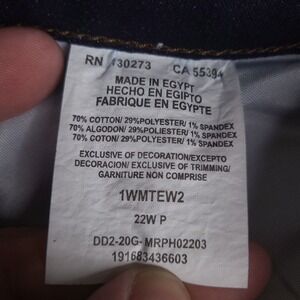 RN 130273 CA 55394
MADE IN EGYPT
HECHO EN EGIPTO
FABRIQUE EN EGYPTE
70% COTTON/ 29%POLYESTER/ 1% SPANDEX
70% ALGODON/ 29%POLYESTER/ 1% SPANDEX
70% COTON/ 29%POLYESTER/ 1% SPANDEX
EXCLUSIVE OF DECORATION/EXCEPTO
DECORACION/ EXCLUSIVE OF TRIMMING/
GARNITURE NON COMPRISE
1WMTEW2
22W P
DD2-20G-MRPH02203
191683436603